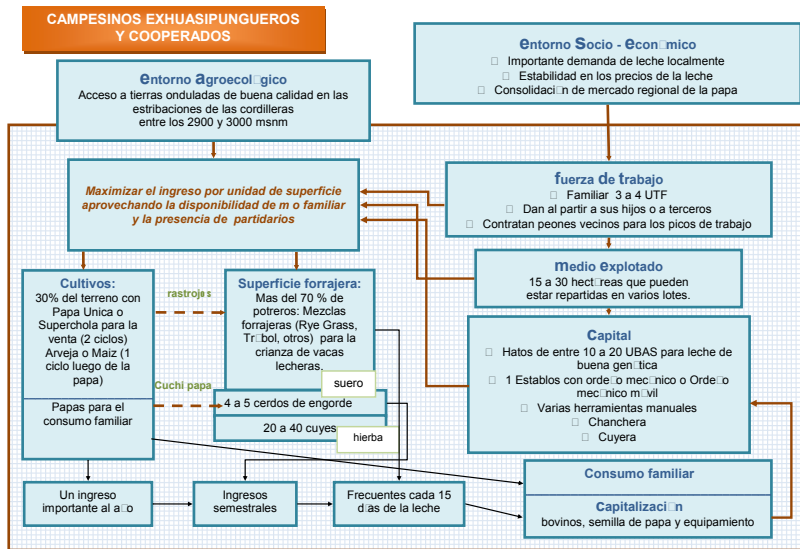 CAMPESINOS EXHUASIPUNGUEROS
Y COOPERADOS
entorno agroecol□gico
Acceso a tierras onduladas de buena calidad en las
estribaciones de las cordilleras
entre los 2900 y 3000 msnm
entorno Socio - econ□mico
□ Importante demanda de leche localmente
□ Estabilidad en los precios de la leche
□ Consolidaci□n de mercado regional de la papa
Maximizar el ingreso por unidad de superficie
aprovechando la disponibilidad de m o familiar
y la presencia de partidarios
fuerza de trabajo
□ Familiar 3 a 4 UTF
□ Dan al partir a sus hijos o a terceros
□ Contratan peones vecinos para los picos de trabajo
medio explotado
15 a 30 hect□reas que pueden
estar repartidas en varios lotes.
Capital
□ Hatos de entre 10 a 20 UBAS para leche de
buena gen□tica
□ 1 Establos con orde□o mec□nico o Orde□o
mec□nico m□vil
□ Varias herramientas manuales
□ Chanchera
□ Cuyera
Cultivos:
30% del terreno con
Papa Unica o
Superchola para la
venta (2 ciclos)
Arveja o Maiz (1
ciclo luego de la
papa)
Papas para el
consumo familiar
rastrojos
Cuchi papa
Superficie forrajera:
Mas del 70 % de
potreros: Mezclas
forrajeras (Rye Grass,
Tr□bol, otros) para la
crianza de vacas
lecheras.
suero
4 a 5 cerdos de engorde
20 a 40 cuyes
hierba
Un ingreso
importante al a□o
Ingresos
semestrales
Frecuentes cada 15
d□as de la leche
Consumo familiar
Capitalizaci□n
bovinos, semilla de papa y equipamiento